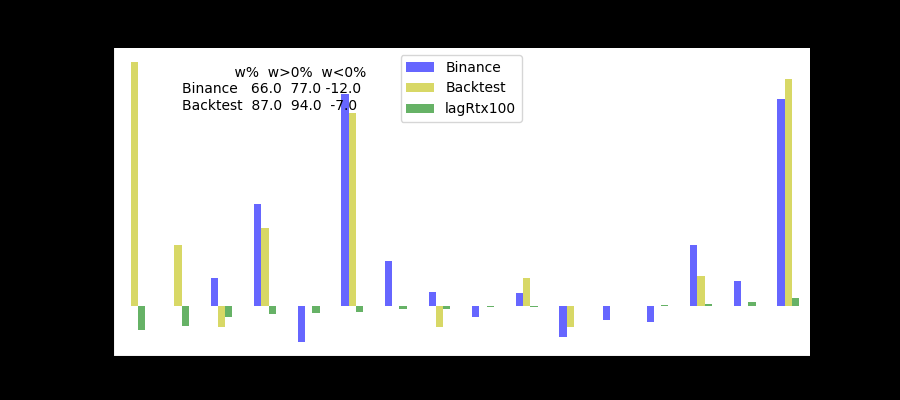 w% w>0% w<0%
Binance 66.0 77.0 -12.0
Backtest 87.0 94.0 -7.0
Binance
Backtest
lagRtx100